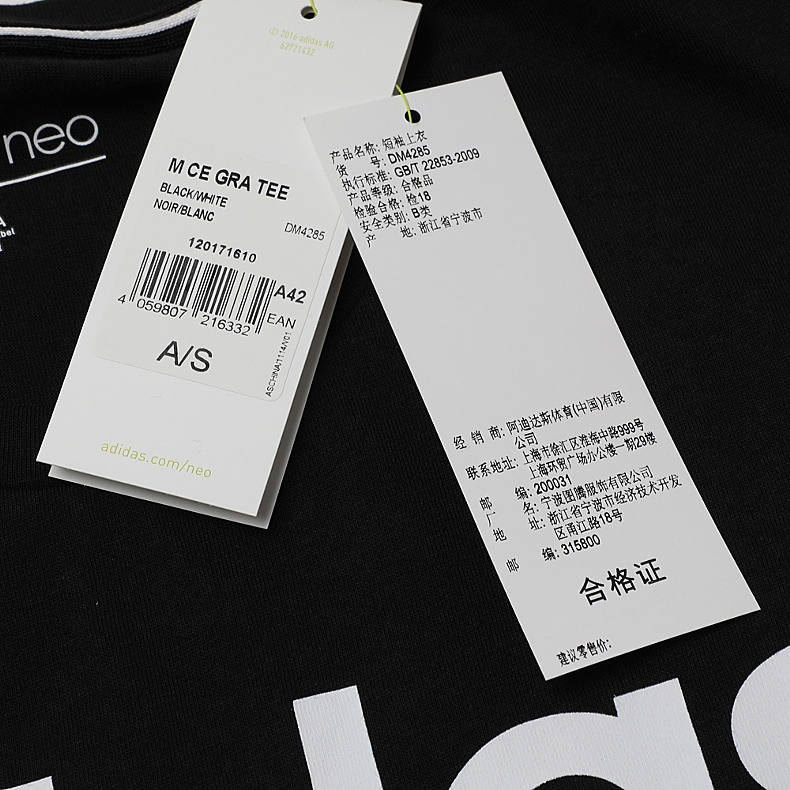 © 2016 adidas AG
62721432
neo
M CE GRA TEE
BLACK/WHITE
NOIR/BLANC
DM4285
120171610
A42
4 059807 216332
EAN
A/S
ASCHINA/1114/V01
adidas.com/neo
产品名称: 短袖上衣
货 号: DM4285
执行标准: GB/T 22853-2009
产品等级: 合格品
检验合格: 检18
安全类别: B类
产 地: 浙江省宁波市
经 销 商: 阿迪达斯体育(中国)有限
公司
联系地址: 上海市徐汇区淮海中路999号
上海环贸广场办公楼一期29楼
邮 编: 200031
厂 名: 宁波图腾服饰有限公司
地 址: 浙江省宁波市经济技术开发
区甬江路18号
邮 编: 315800
合格证
建议零售价: